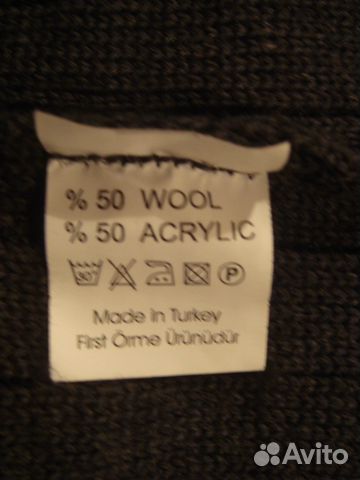 % 50 WOOL
% 50 ACRYLIC
30 P
Made in Turkey
First Örme Ürünüdür
Avito